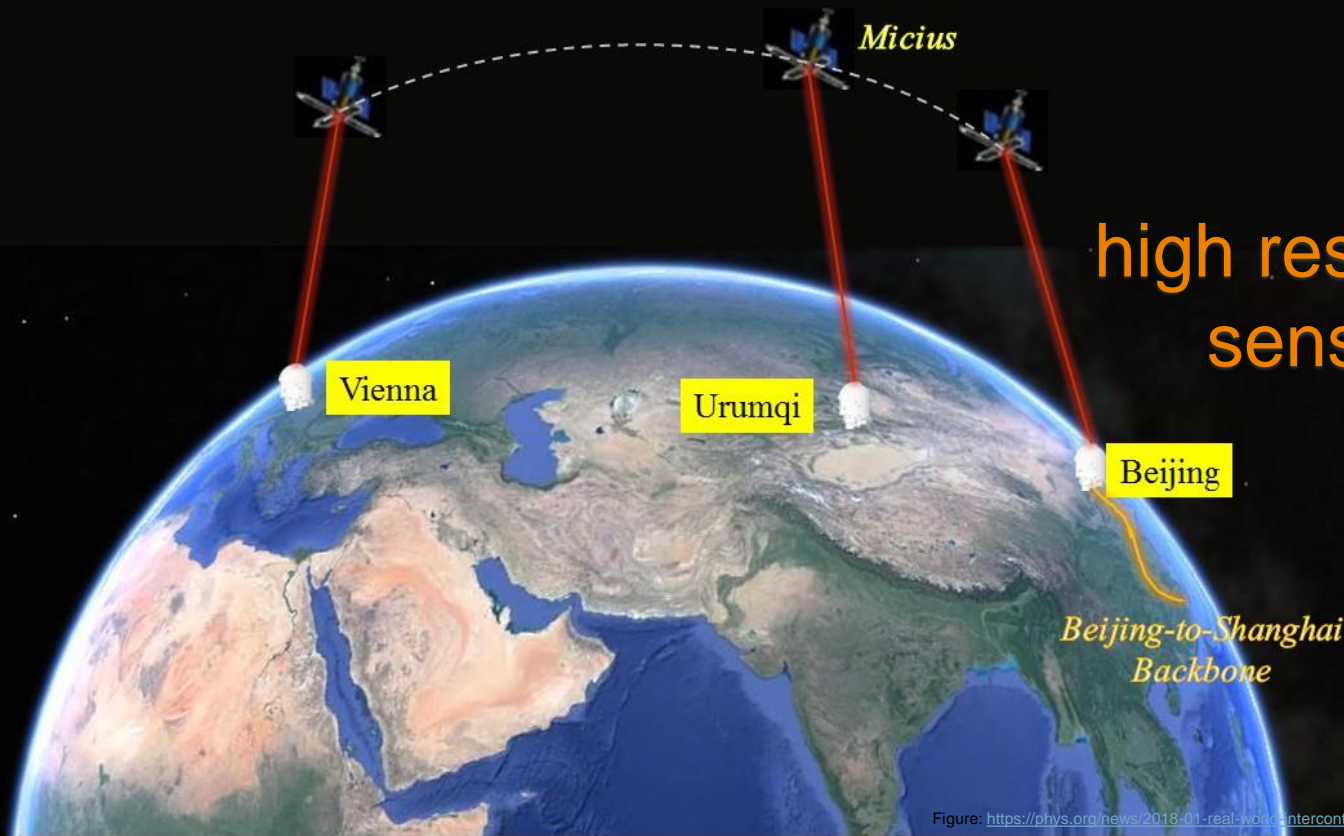 Micius
high res
sens
Vienna
Urumqi
Beijing
Beijing-to-Shanghai
Backbone
Figure: https://phys.org/news/2018-01-real-world-intercont